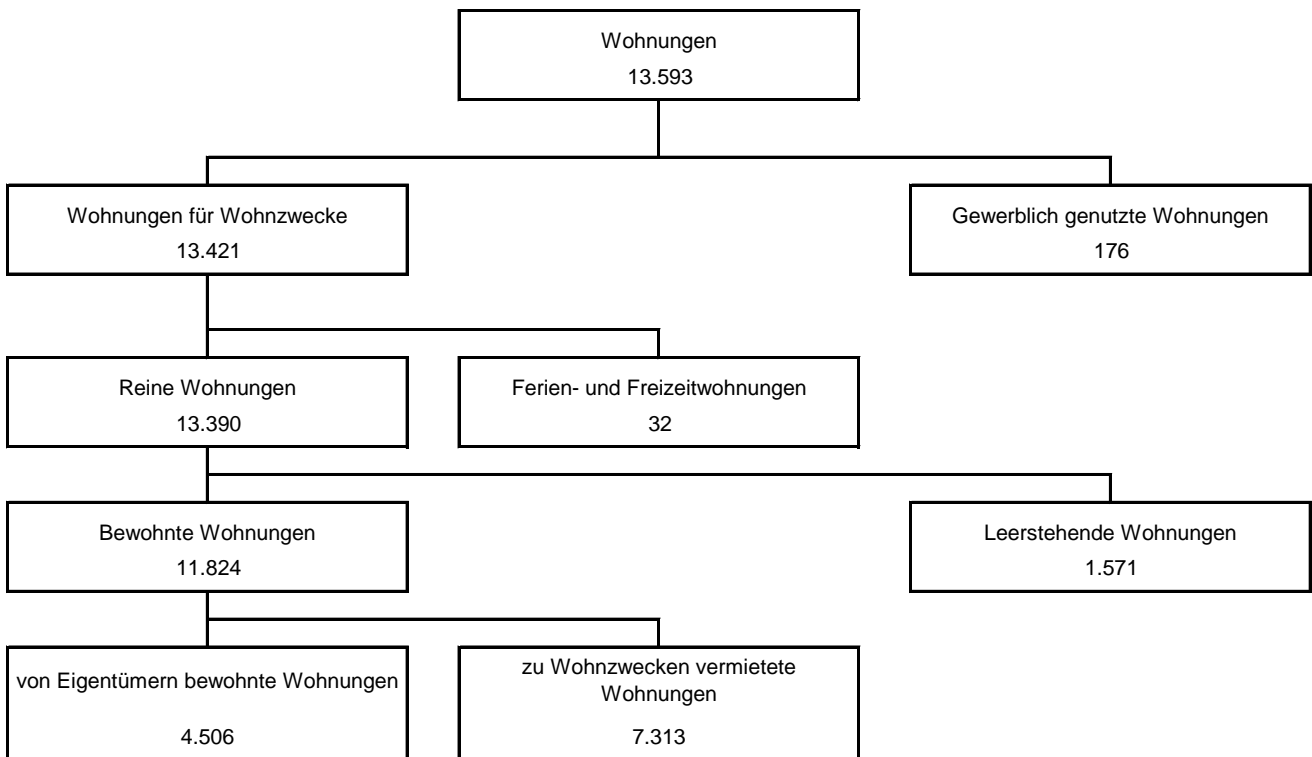 Wohnungen
13.593
Wohnungen für Wohnzwecke
13.421
Gewerblich genutzte Wohnungen
176
Reine Wohnungen
13.390
Ferien- und Freizeitwohnungen
32
Bewohnte Wohnungen
11.824
Leerstehende Wohnungen
1.571
von Eigentümern bewohnte Wohnungen
4.506
zu Wohnzwecken vermietete
Wohnungen
7.313